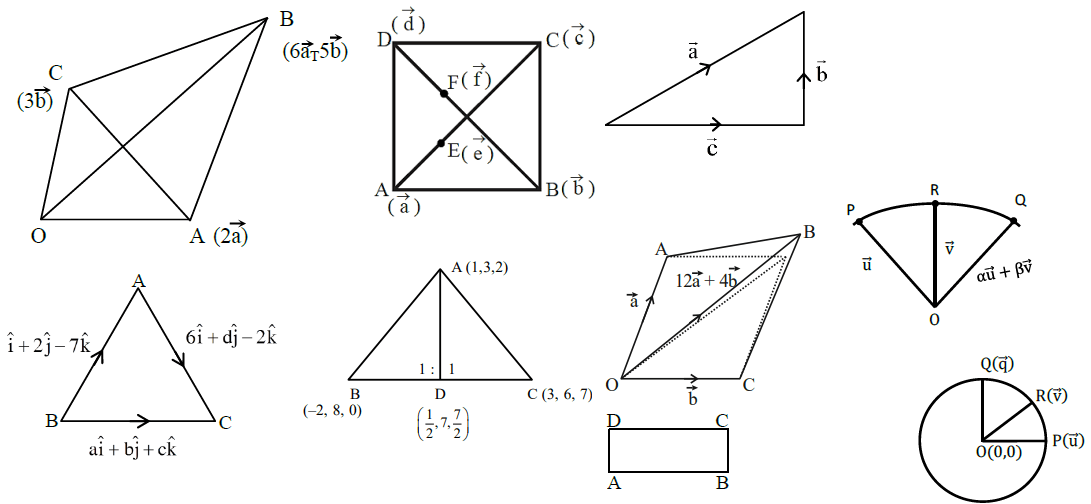 B
(6a⃗T5b⃗)
C
(3b⃗)
O
A (2a⃗)
(d⃗)
D
C(c⃗)
F(f⃗)
E(e⃗)
A
(a⃗)
B(b⃗)
a⃗
b⃗
c⃗
P
R
Q
u⃗
v⃗
αu⃗ + βv⃗
O
A
î + 2ĵ − 7k̂
6î + dĵ − 2k̂
B
C
aî + bĵ + ck̂
A (1,3,2)
1 : 1
B
D
C (3, 6, 7)
(−2, 8, 0)
(1/2, 7, 7/2)
A
B
12a⃗ + 4b⃗
a⃗
O
C
b⃗
D
C
A
B
Q(q⃗)
R(v⃗)
P(u⃗)
O(0,0)